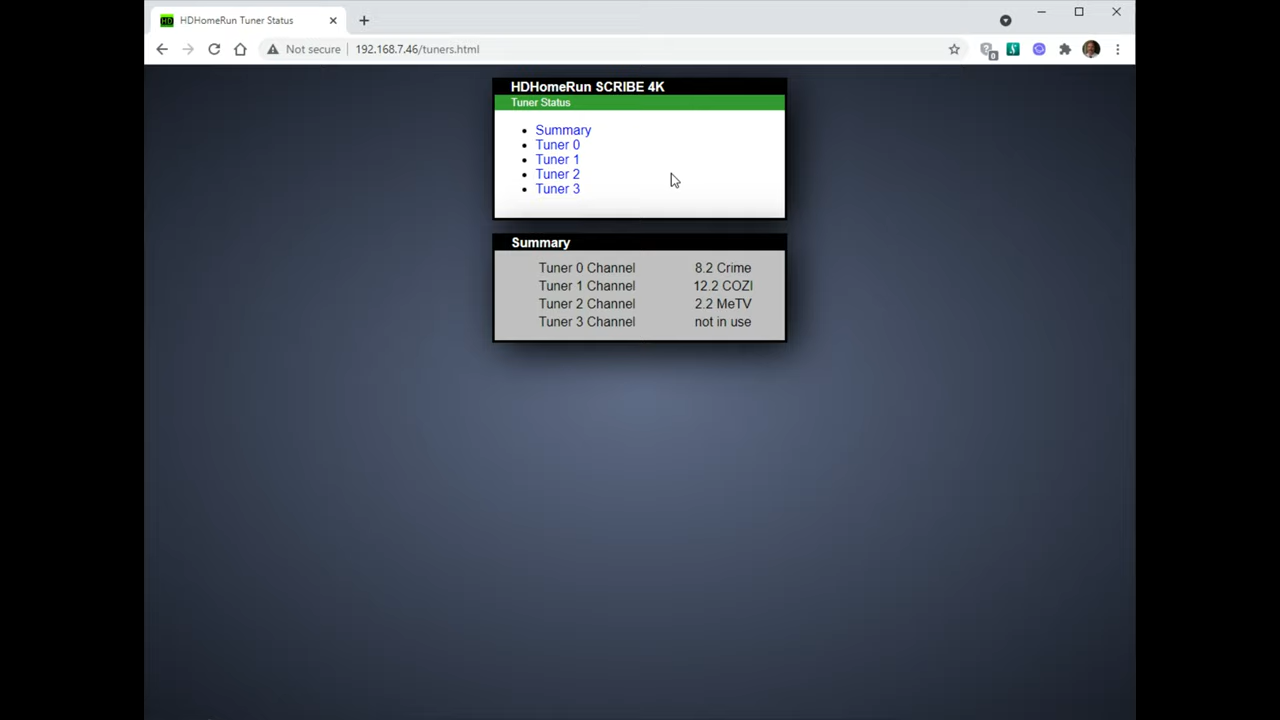 HDHomeRun Tuner Status
Not secure 192.168.7.46/tuners.html
HDHomeRun SCRIBE 4K
Tuner Status
Summary
Tuner 0
Tuner 1
Tuner 2
Tuner 3
Summary
Tuner 0 Channel 8.2 Crime
Tuner 1 Channel 12.2 COZI
Tuner 2 Channel 2.2 MeTV
Tuner 3 Channel not in use